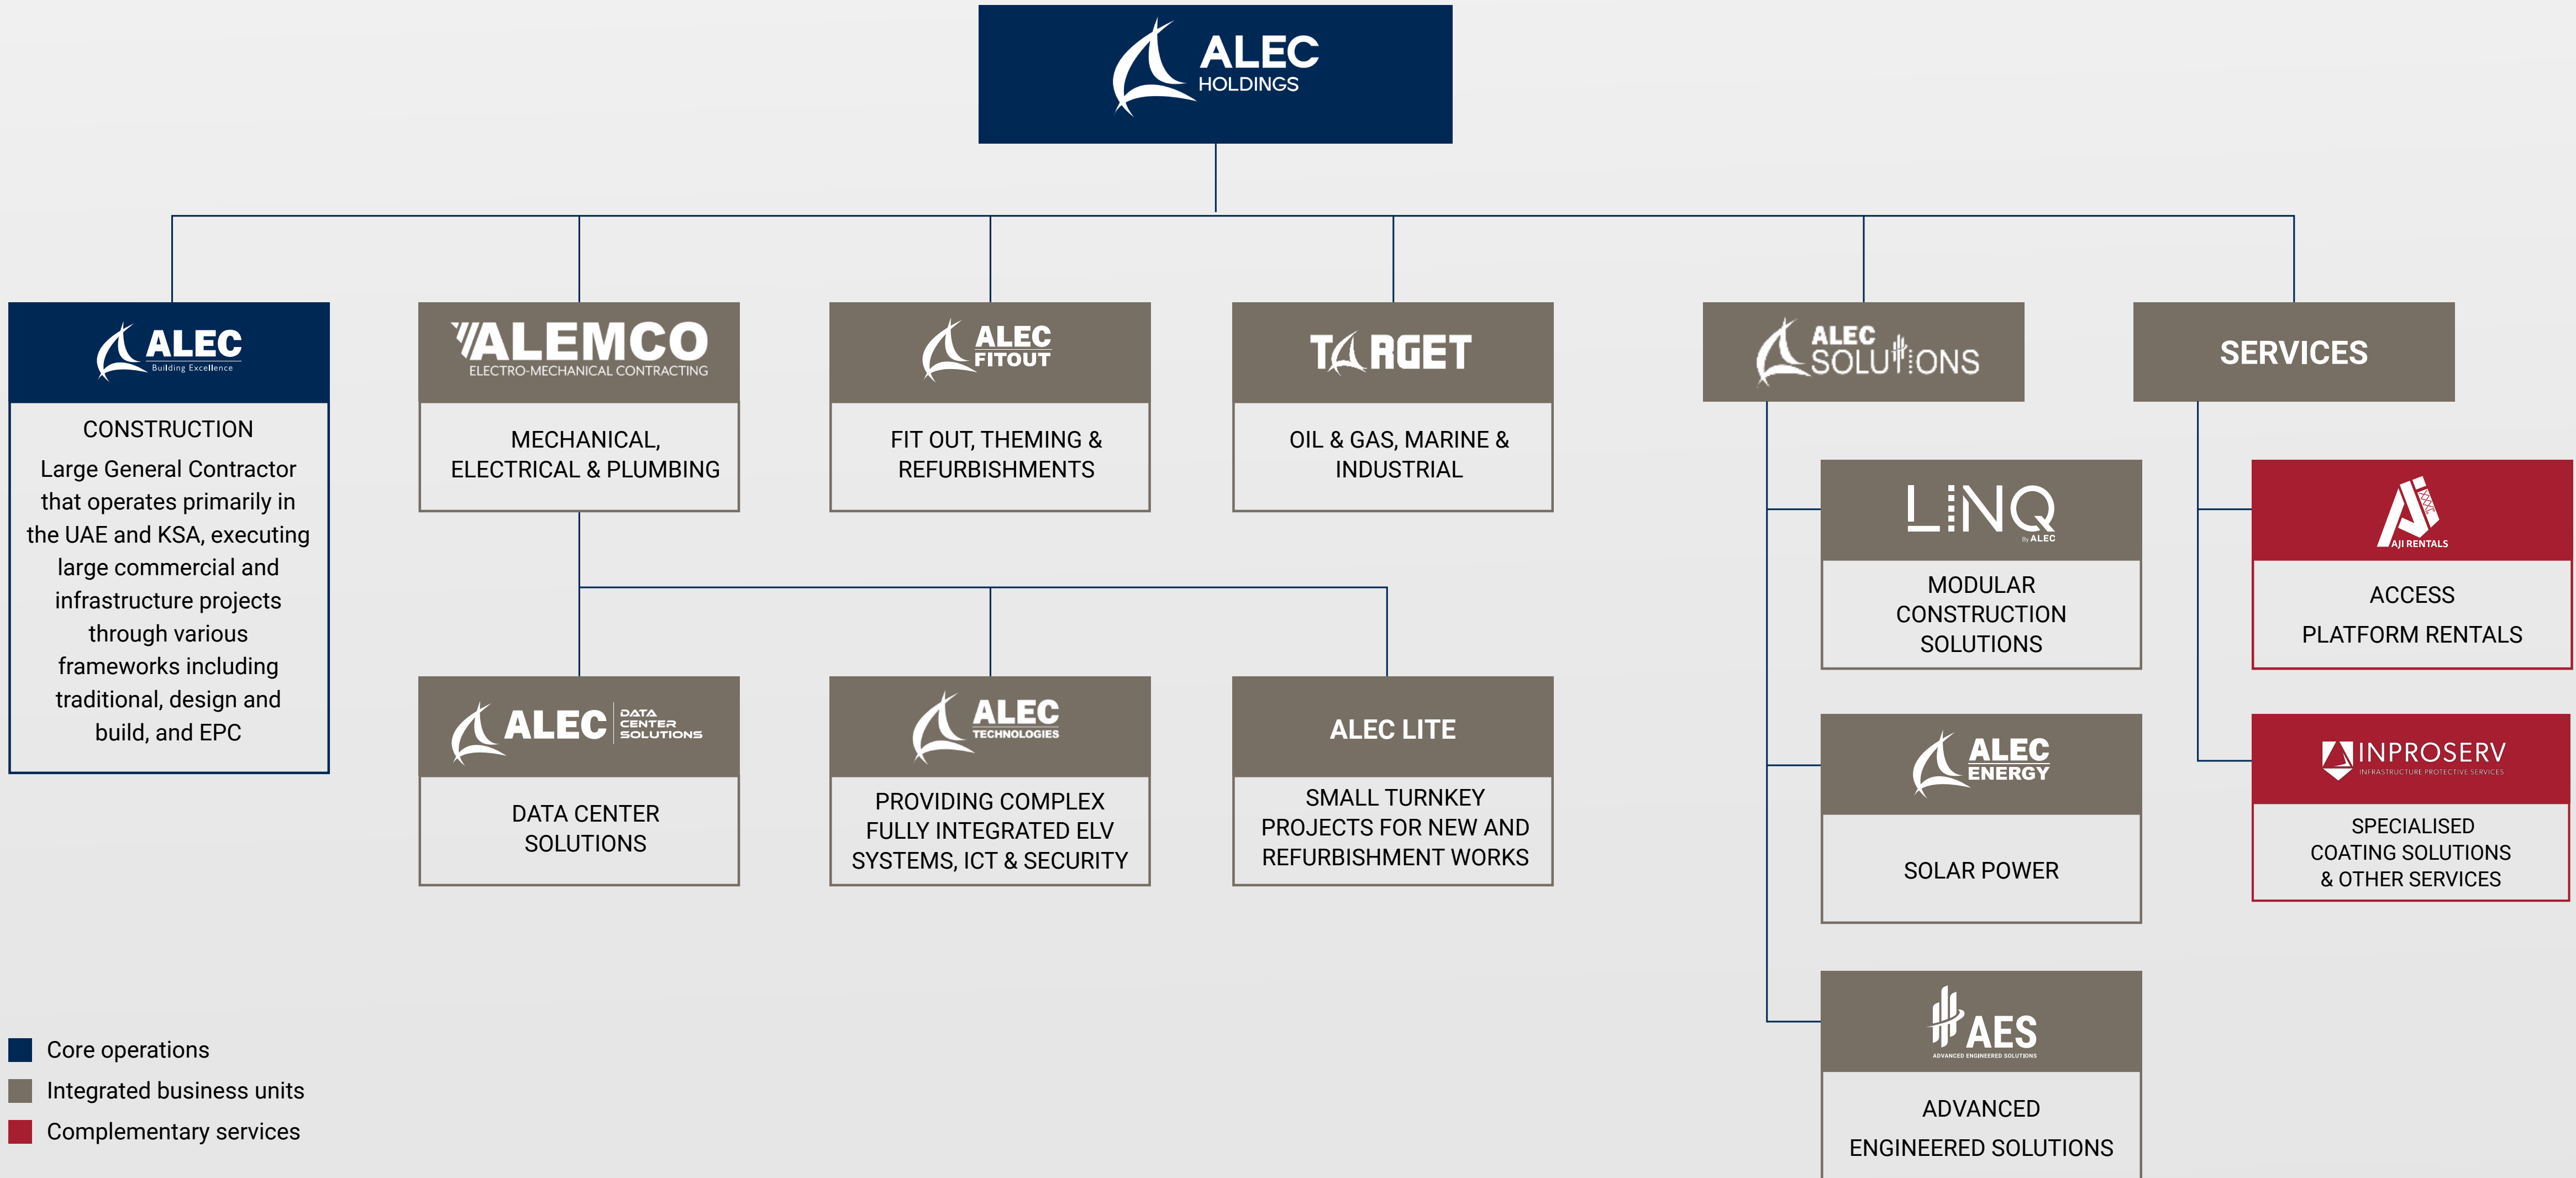 ALEC
HOLDINGS
ALEC
Building Excellence
CONSTRUCTION
Large General Contractor
that operates primarily in
the UAE and KSA, executing
large commercial and
infrastructure projects
through various
frameworks including
traditional, design and
build, and EPC
ALEMCO
ELECTRO-MECHANICAL CONTRACTING
MECHANICAL,
ELECTRICAL & PLUMBING
ALEC
FITOUT
FIT OUT, THEMING &
REFURBISHMENTS
TARGET
OIL & GAS, MARINE &
INDUSTRIAL
ALEC
SOLUTIONS
SERVICES
ALEC
DATA
CENTER
SOLUTIONS
DATA CENTER
SOLUTIONS
ALEC
TECHNOLOGIES
PROVIDING COMPLEX
FULLY INTEGRATED ELV
SYSTEMS, ICT & SECURITY
ALEC LITE
SMALL TURNKEY
PROJECTS FOR NEW AND
REFURBISHMENT WORKS
LINQ
By ALEC
MODULAR
CONSTRUCTION
SOLUTIONS
ALEC
ENERGY
SOLAR POWER
AES
ADVANCED ENGINEERED SOLUTIONS
ADVANCED
ENGINEERED SOLUTIONS
AJI RENTALS
ACCESS
PLATFORM RENTALS
INPROSERV
INFRASTRUCTURE PROTECTIVE SERVICES
SPECIALISED
COATING SOLUTIONS
& OTHER SERVICES
Core operations
Integrated business units
Complementary services